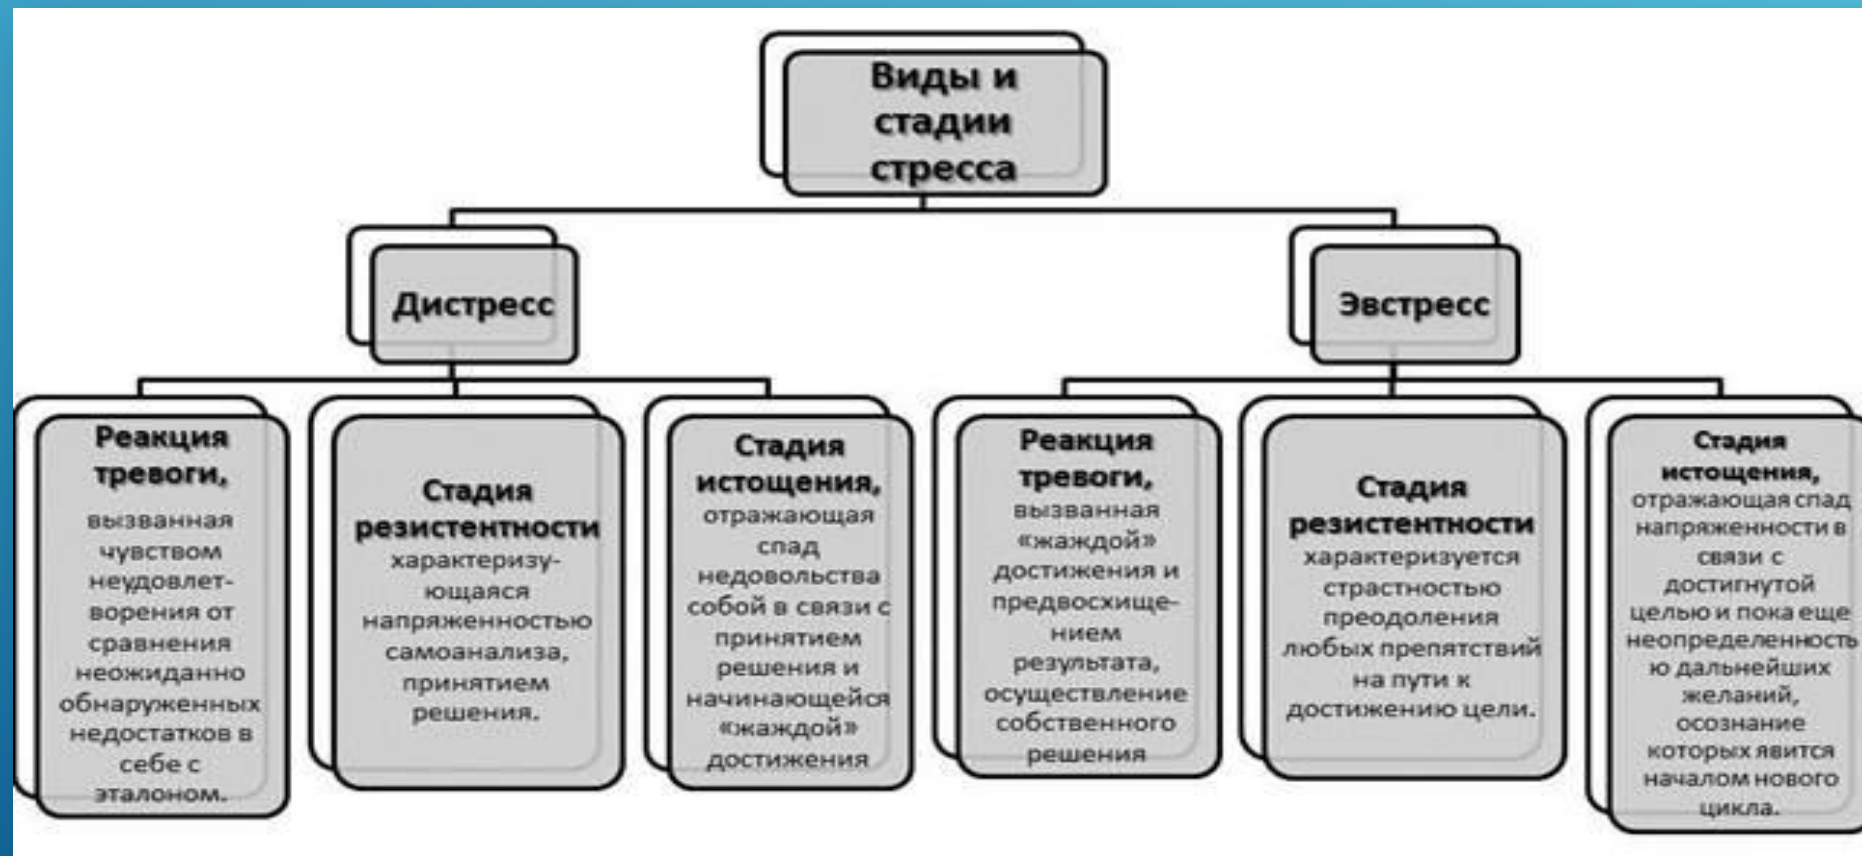 Виды и
стадии
стресса
Дистресс
Эвстресс
Реакция
тревоги,
вызванная
чувством
неудовлет-
ворения от
сравнения
неожиданно
обнаруженных
недостатков в
себе с
эталоном.
Стадия
резистентности
характеризу-
ющаяся
напряженностью
самоанализа,
принятием
решения.
Стадия
истощения,
отражающая
спад
недовольства
собой в связи с
принятием
решения и
начинающейся
«жаждой»
достижения
Реакция
тревоги,
вызванная
«жаждой»
достижения и
предвосхище-
нием
результата,
осуществление
собственного
решения
Стадия
резистентности
характеризуется
страстностью
преодоления
любых препятствий
на пути к
достижению цели.
Стадия
истощения,
отражающая спад
напряженности в
связи с
достигнутой
целью и пока еще
неопределенность
ю дальнейших
желаний,
осознание
которых явится
началом нового
цикла.